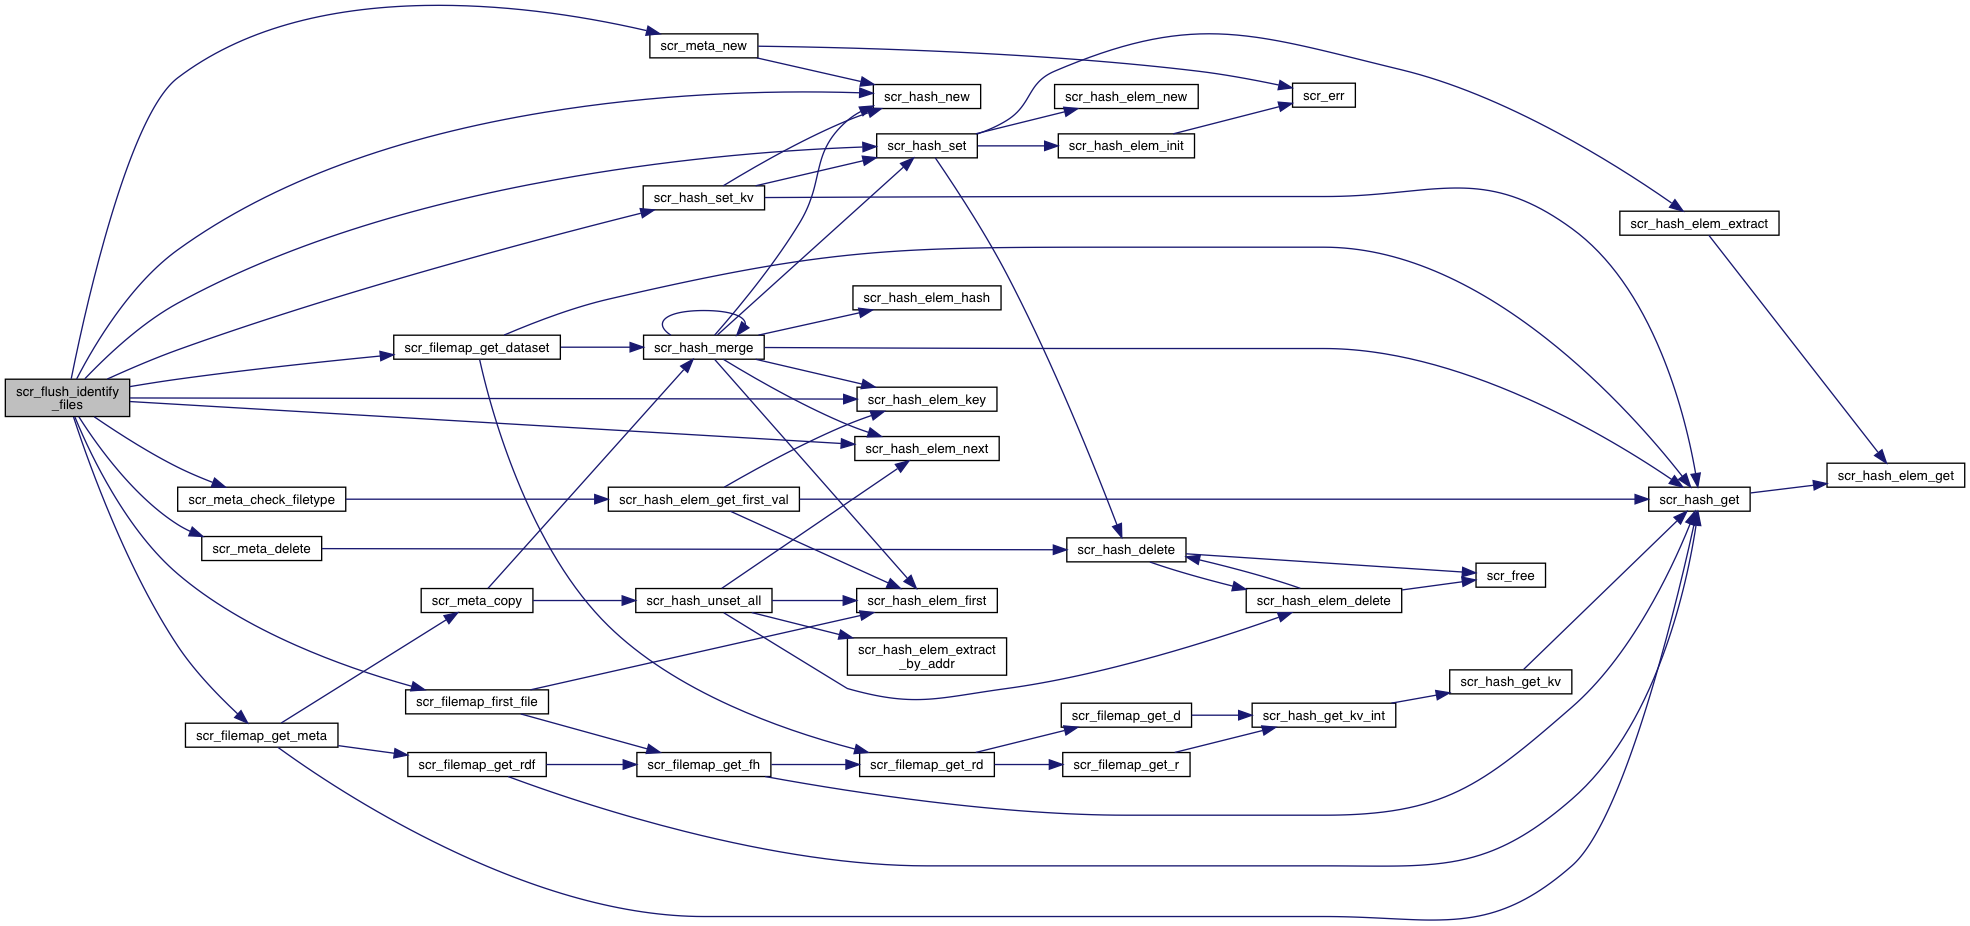 scr_meta_new
scr_hash_new
scr_hash_elem_new
scr_err
scr_hash_set
scr_hash_elem_init
scr_hash_set_kv
scr_hash_elem_extract
scr_hash_elem_hash
scr_filemap_get_dataset
scr_hash_merge
scr_flush_identify
_files
scr_hash_elem_key
scr_hash_elem_next
scr_hash_elem_get
scr_meta_check_filetype
scr_hash_elem_get_first_val
scr_hash_get
scr_meta_delete
scr_hash_delete
scr_free
scr_meta_copy
scr_hash_unset_all
scr_hash_elem_first
scr_hash_elem_delete
scr_hash_elem_extract
_by_addr
scr_hash_get_kv
scr_filemap_first_file
scr_filemap_get_d
scr_hash_get_kv_int
scr_filemap_get_meta
scr_filemap_get_rdf
scr_filemap_get_fh
scr_filemap_get_rd
scr_filemap_get_r